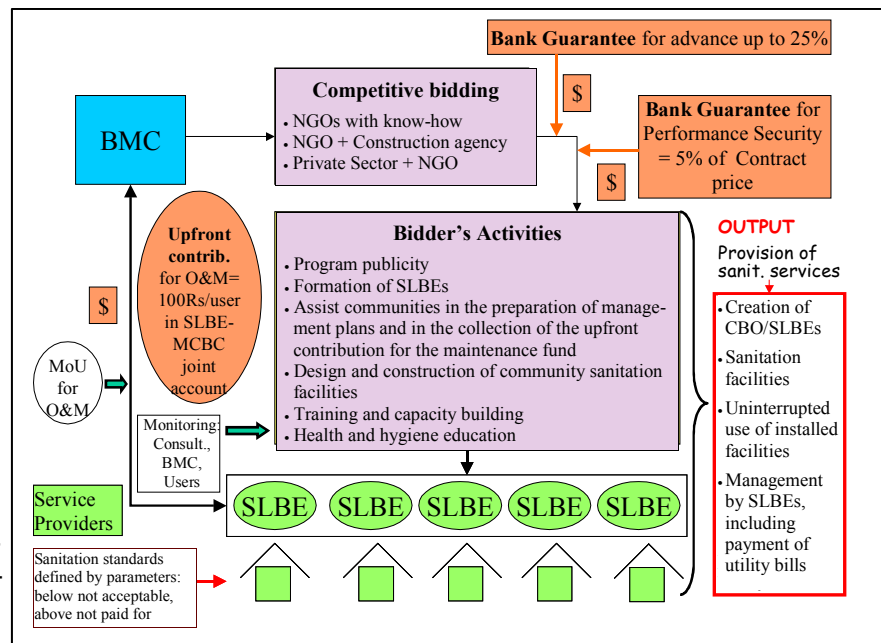 Bank Guarantee for advance up to 25%
Competitive bidding
• NGOs with know-how
• NGO + Construction agency
• Private Sector + NGO
BMC
$
Bank Guarantee for
Performance Security
= 5% of Contract
price
$
Upfront
contrib.
for O&M=
100Rs/user
in SLBE-
MCBC
joint
account
$
MoU
for
O&M
Bidder's Activities
• Program publicity
• Formation of SLBEs
• Assist communities in the preparation of manage-
ment plans and in the collection of the upfront
contribution for the maintenance fund
• Design and construction of community sanitation
facilities
• Training and capacity building
• Health and hygiene education
Monitoring:
Consult.,
BMC,
Users
OUTPUT
Provision of
sanit. services
• Creation of
CBO/SLBEs
• Sanitation
facilities
• Uninterrupted
use of installed
facilities
• Management
by SLBEs,
including
payment of
utility bills
Service
Providers
SLBE SLBE SLBE SLBE SLBE
Sanitation standards
defined by parameters:
below not acceptable,
above not paid for